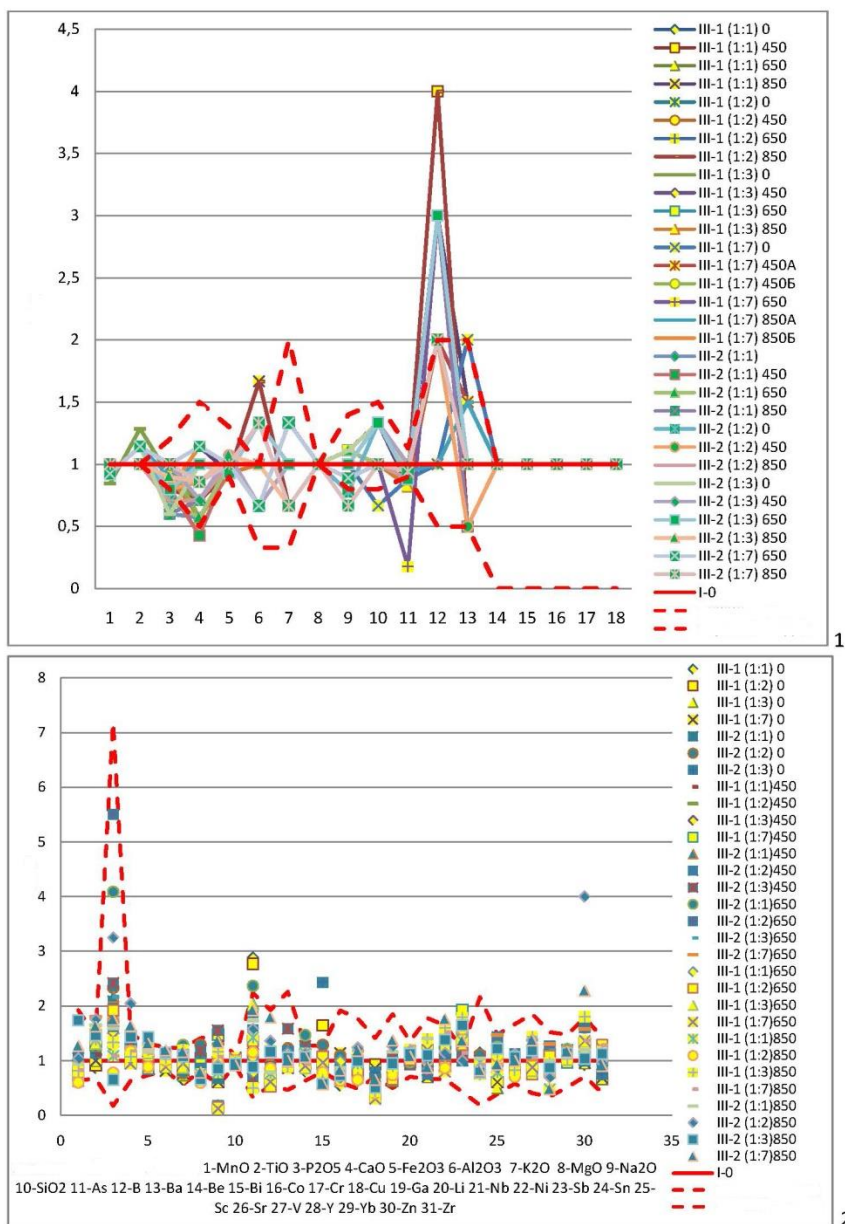 4,5
4
3,5
3
2,5
2
1,5
1
0,5
0
1 2 3 4 5 6 7 8 9 10 11 12 13 14 15 16 17 18
III-1 (1:1) 0
III-1 (1:1) 450
III-1 (1:1) 650
III-1 (1:1) 850
III-1 (1:2) 0
III-1 (1:2) 450
III-1 (1:2) 650
III-1 (1:2) 850
III-1 (1:3) 0
III-1 (1:3) 450
III-1 (1:3) 650
III-1 (1:3) 850
III-1 (1:7) 0
III-1 (1:7) 450А
III-1 (1:7) 450Б
III-1 (1:7) 650
III-1 (1:7) 850А
III-1 (1:7) 850Б
III-2 (1:1)
III-2 (1:1) 450
III-2 (1:1) 650
III-2 (1:1) 850
III-2 (1:2) 0
III-2 (1:2) 450
III-2 (1:2) 850
III-2 (1:3) 0
III-2 (1:3) 450
III-2 (1:3) 650
III-2 (1:3) 850
III-2 (1:7) 650
III-2 (1:7) 850
I-0
1
8
7
6
5
4
3
2
1
0
0 5 10 15 20 25 30 35
1-MnO 2-TiO 3-P2O5 4-CaO 5-Fe2O3 6-Al2O3 7-K2O 8-MgO 9-Na2O
10-SiO2 11-As 12-B 13-Ba 14-Be 15-Bi 16-Co 17-Cr 18-Cu 19-Ga 20-Li 21-Nb 22-Ni 23-Sb 24-Sn 25-
Sc 26-Sr 27-V 28-Y 29-Yb 30-Zn 31-Zr
III-1 (1:1) 0
III-1 (1:2) 0
III-1 (1:3) 0
III-1 (1:7) 0
III-2 (1:1) 0
III-2 (1:2) 0
III-2 (1:3) 0
III-1 (1:1)450
III-1 (1:2)450
III-1 (1:3)450
III-1 (1:7)450
III-2 (1:1)450
III-2 (1:2)450
III-2 (1:3)450
III-2 (1:1)650
III-2 (1:2)650
III-2 (1:3)650
III-2 (1:7)650
III-1 (1:1)650
III-1 (1:2)650
III-1 (1:3)650
III-1 (1:7)650
III-1 (1:1)850
III-1 (1:2)850
III-1 (1:3)850
III-1 (1:7)850
III-2 (1:1)850
III-2 (1:2)850
III-2 (1:3)850
III-2 (1:7)850
I-0
2